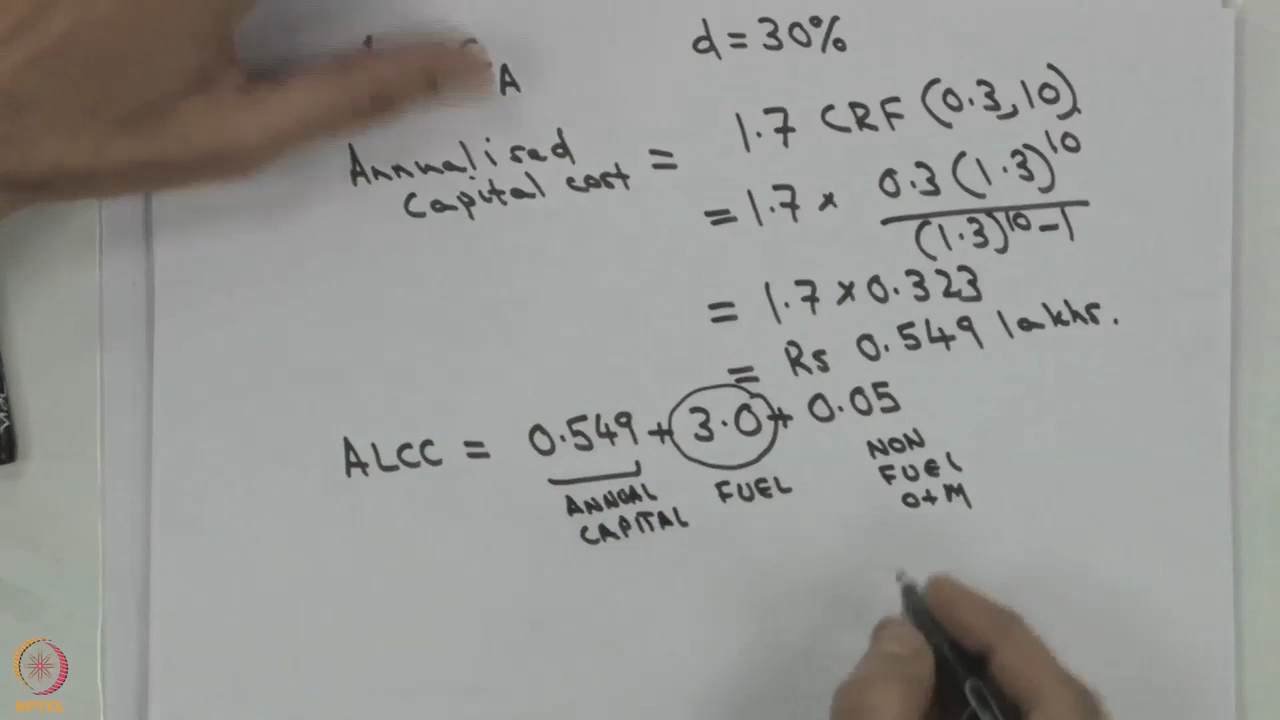 d = 30%
A
Annualised capital cost = 1.7 CRF (0.3, 10)
= 1.7 × 0.3 (1.3)^10 / (1.3)^10 - 1
= 1.7 × 0.323
= Rs 0.549 lakhs.
ALCC = 0.549 + 3.0 + 0.05
ANNUAL CAPITAL FUEL NON FUEL O+M
NPTEL